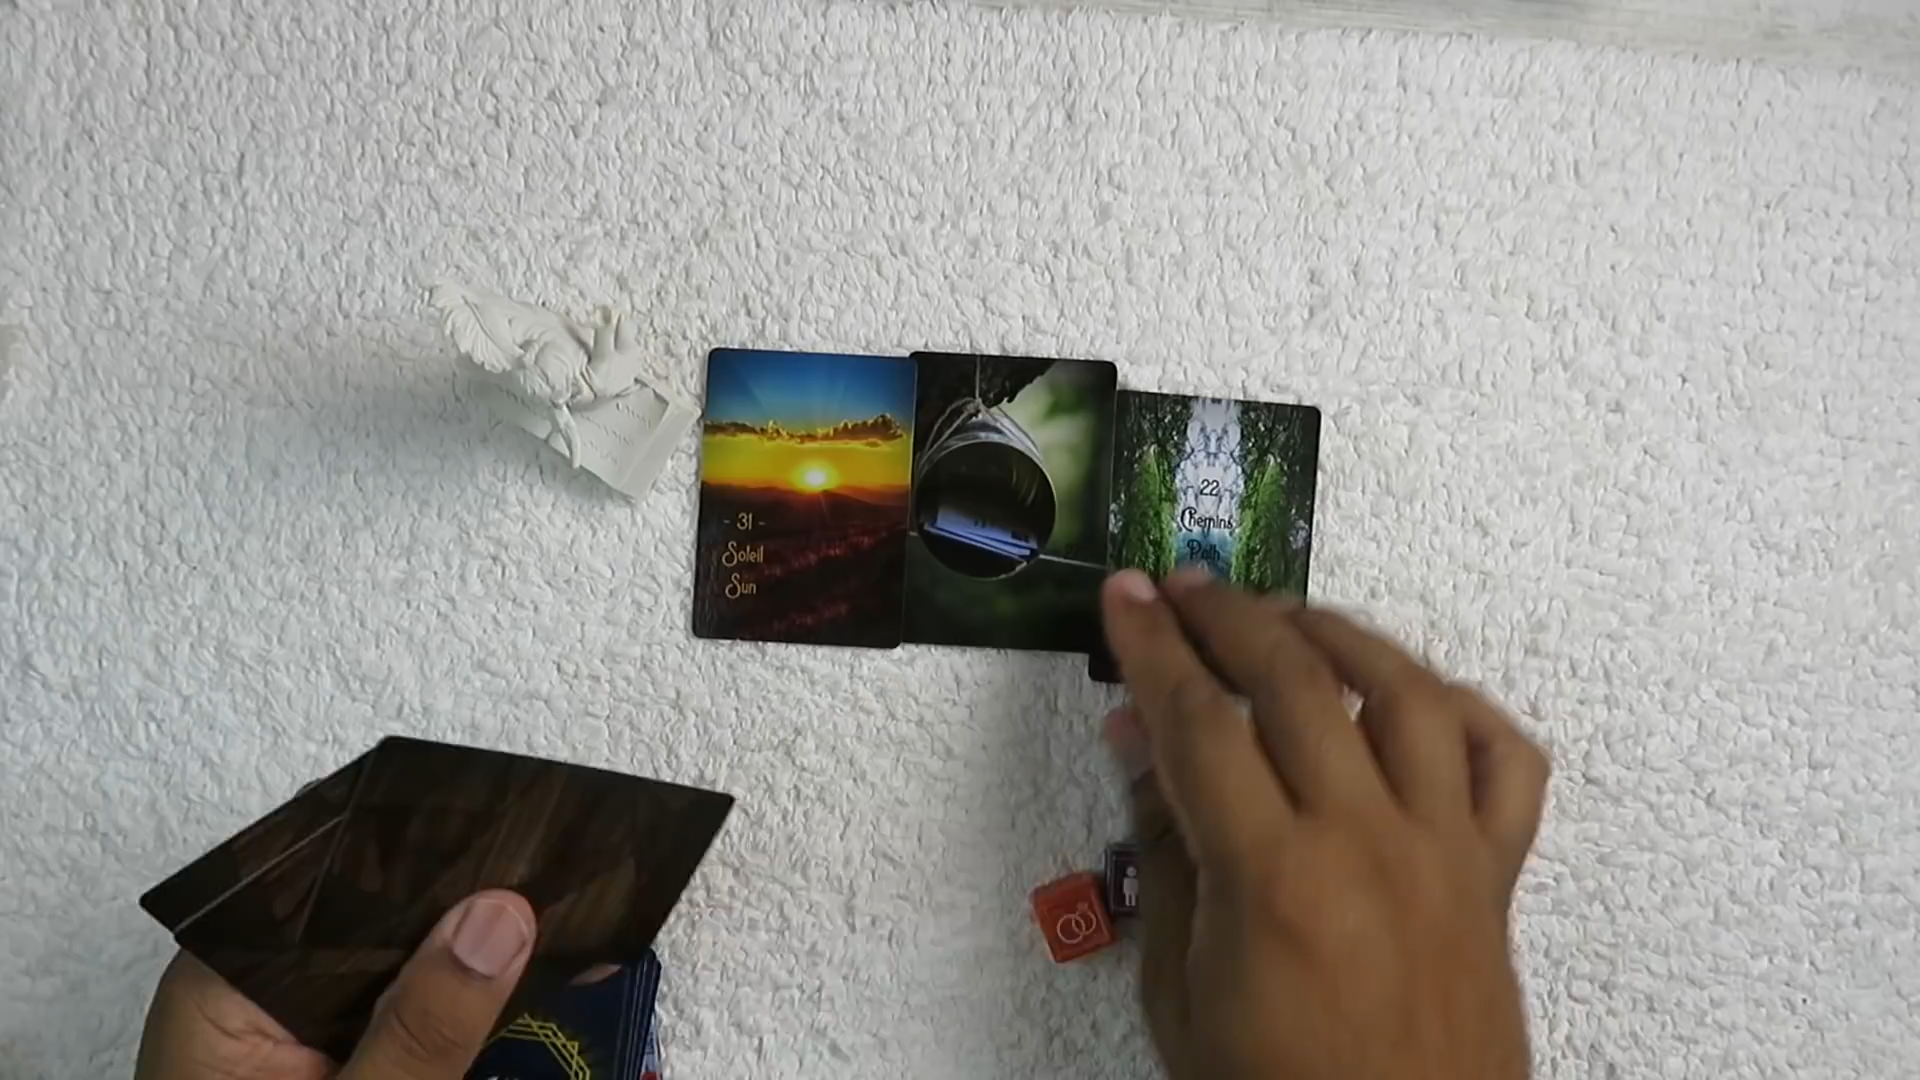 - 31 -
Soleil
Sun
22
Chemins
Path